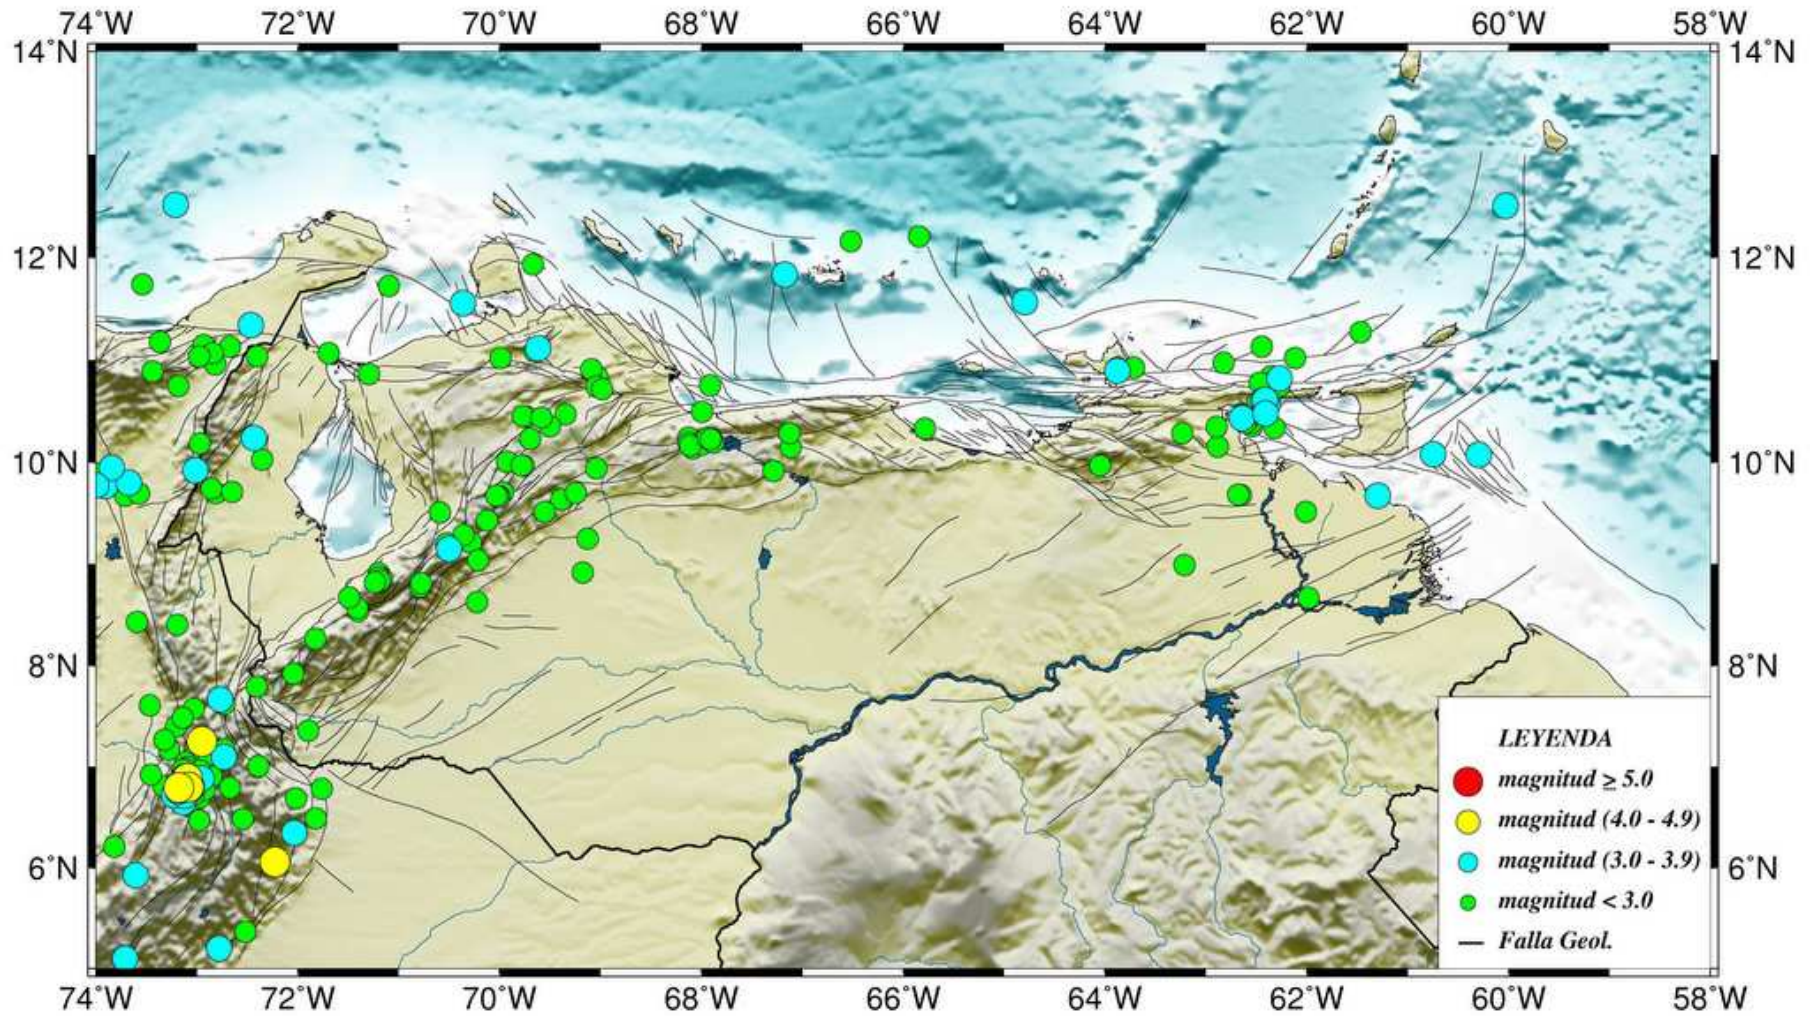 74°W 72°W 70°W 68°W 66°W 64°W 62°W 60°W 58°W
14°N 14°N
12°N 12°N
10°N 10°N
8°N 8°N
LEYENDA
magnitud ≥ 5.0
magnitud (4.0 - 4.9)
6°N magnitud (3.0 - 3.9) 6°N
magnitud < 3.0
Falla Geol.
74°W 72°W 70°W 68°W 66°W 64°W 62°W 60°W 58°W